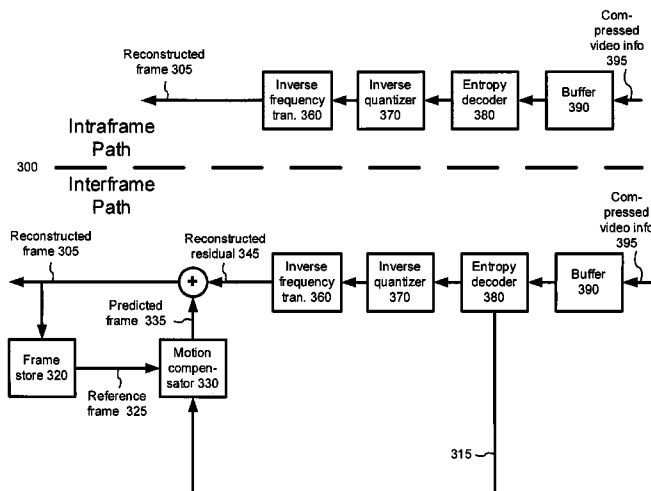 Com-
pressed
video info
395
Reconstructed
frame 305
Inverse
frequency
tran. 360
Inverse
quantizer
370
Entropy
decoder
380
Buffer
390
Intraframe
Path
300
Interframe
Path
Com-
pressed
video info
395
Reconstructed
frame 305
Reconstructed
residual 345
Inverse
frequency
tran. 360
Inverse
quantizer
370
Entropy
decoder
380
Buffer
390
+
Predicted
frame 335
Frame
store 320
Motion
compen-
sator 330
Reference
frame 325
315